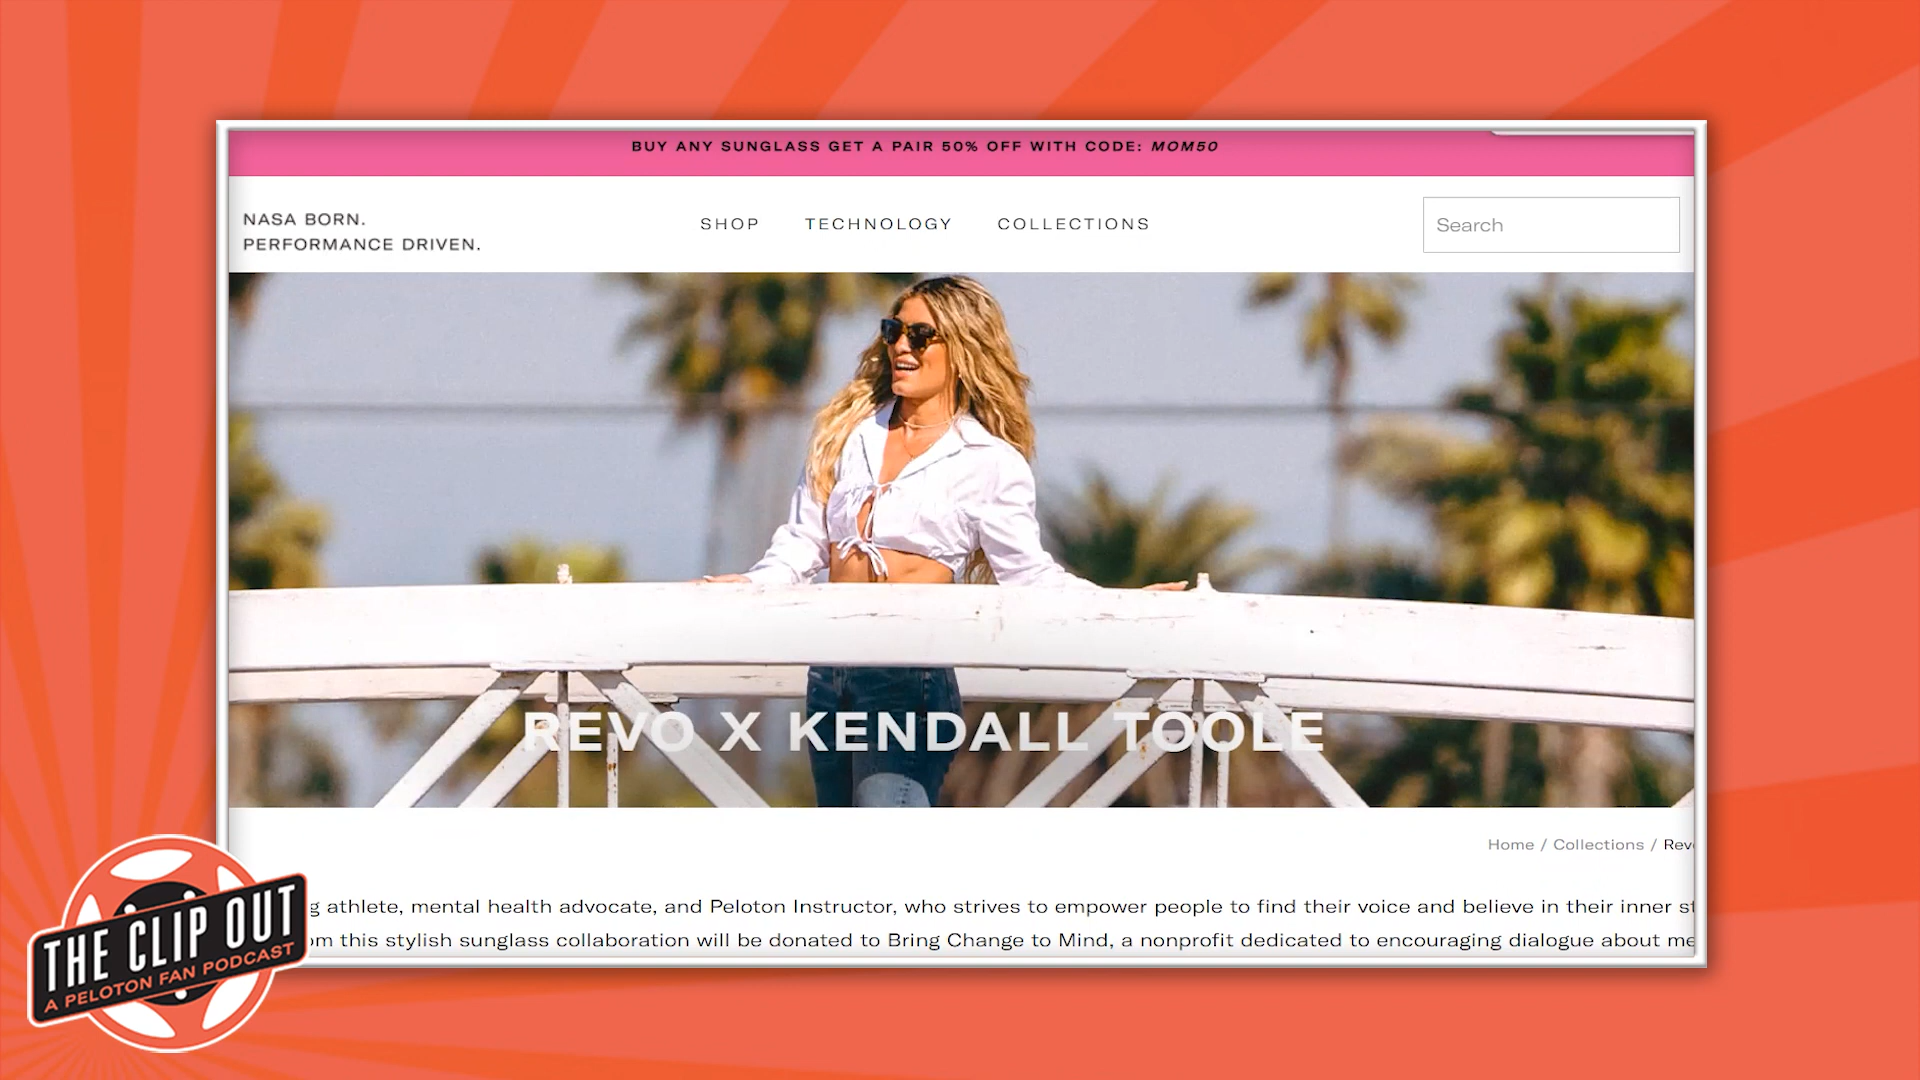 BUY ANY SUNGLASS GET A PAIR 50% OFF WITH CODE: MOM50
NASA BORN.
PERFORMANCE DRIVEN.
SHOP
TECHNOLOGY
COLLECTIONS
Search
REVO X KENDALL TOOLE
Home / Collections /
athlete, mental health advocate, and Peloton Instructor, who strives to empower people to find their voice and believe in their inner
this stylish sunglass collaboration will be donated to Bring Change to Mind, a nonprofit dedicated to encouraging dialogue about
THE CLIP OUT
A PELOTON FAN PODCAST